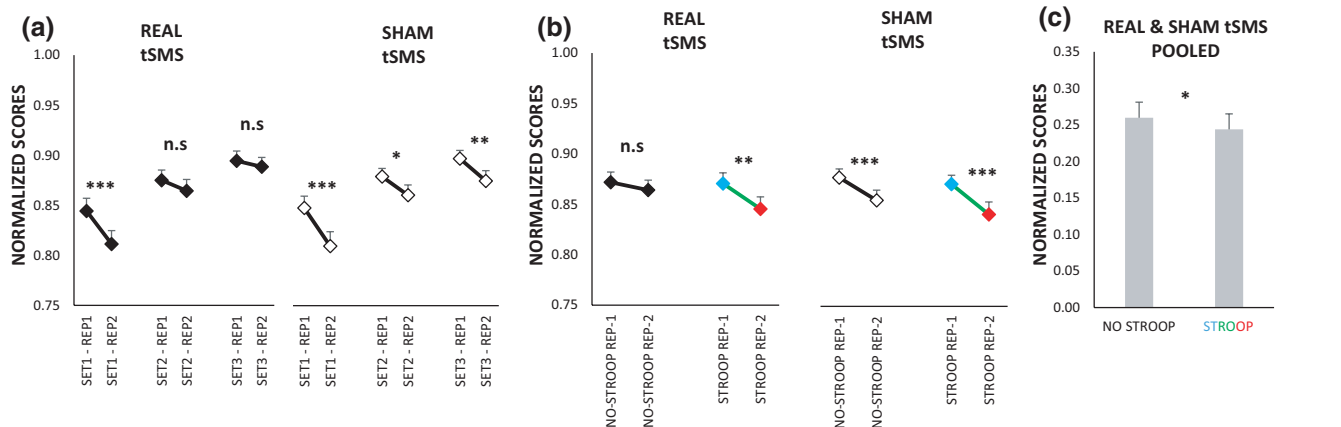 (a)
REAL
tSMS
SHAM
tSMS
NORMALIZED SCORES
1.00
0.95
0.90
0.85
0.80
0.75
***
n.s
n.s
***
*
**
SET1 - REP1
SET1 - REP2
SET2 - REP1
SET2 - REP2
SET3 - REP1
SET3 - REP2
SET1 - REP1
SET1 - REP2
SET2 - REP1
SET2 - REP2
SET3 - REP1
SET3 - REP2
(b)
REAL
tSMS
SHAM
tSMS
NORMALIZED SCORES
1.00
0.95
0.90
0.85
0.80
0.75
n.s
**
***
***
NO-STROOP REP-1
NO-STROOP REP-2
STROOP REP-1
STROOP REP-2
NO-STROOP REP-1
NO-STROOP REP-2
STROOP REP-1
STROOP REP-2
(c)
REAL & SHAM tSMS
POOLED
NORMALIZED SCORES
0.35
0.30
0.25
0.20
0.15
0.10
0.05
0.00
*
NO STROOP
STROOP